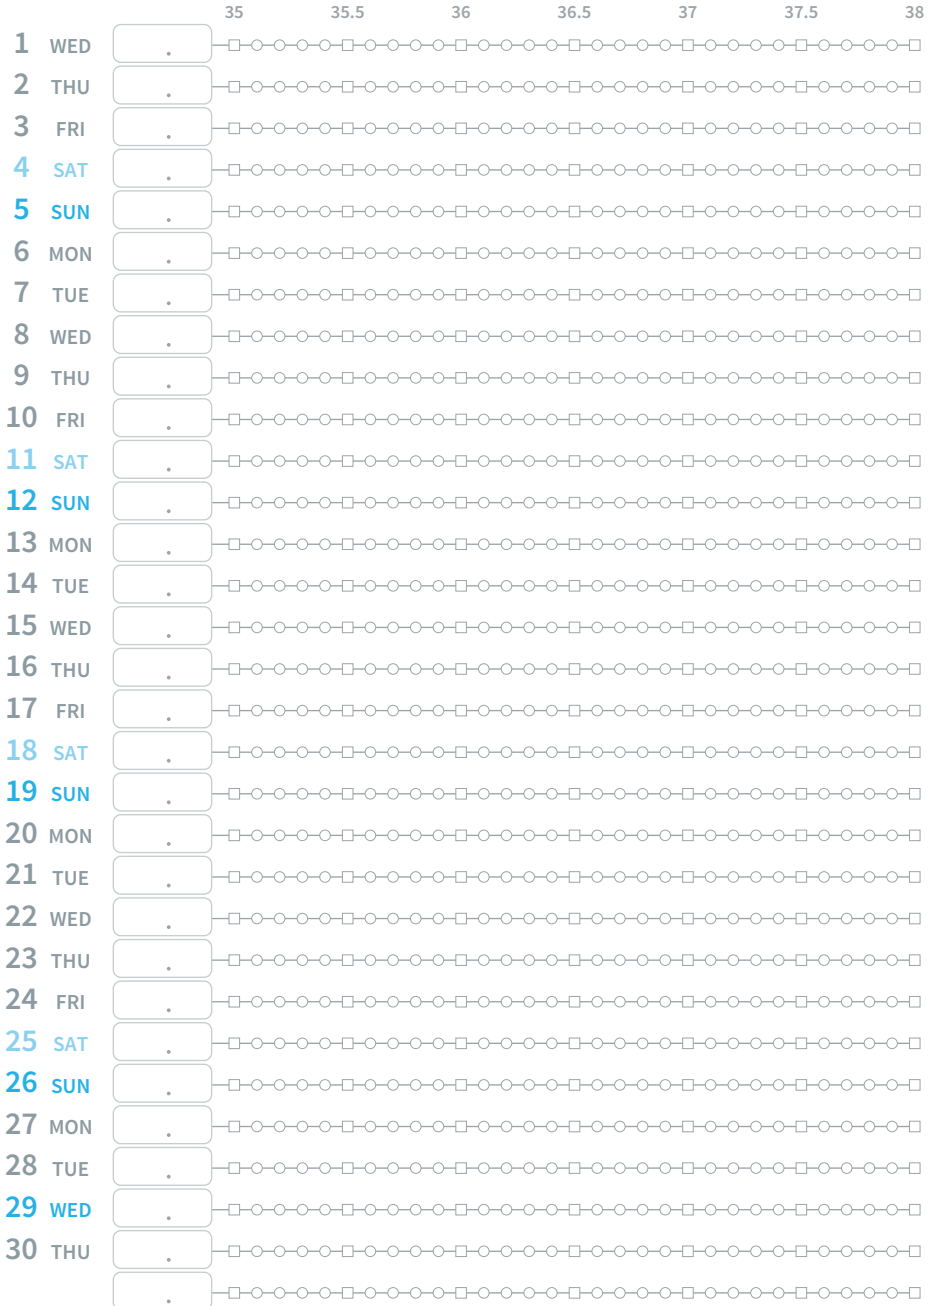 35 35.5 36 36.5 37 37.5 38
1 WED .
2 THU .
3 FRI .
4 SAT .
5 SUN .
6 MON .
7 TUE .
8 WED .
9 THU .
10 FRI .
11 SAT .
12 SUN .
13 MON .
14 TUE .
15 WED .
16 THU .
17 FRI .
18 SAT .
19 SUN .
20 MON .
21 TUE .
22 WED .
23 THU .
24 FRI .
25 SAT .
26 SUN .
27 MON .
28 TUE .
29 WED .
30 THU .
.